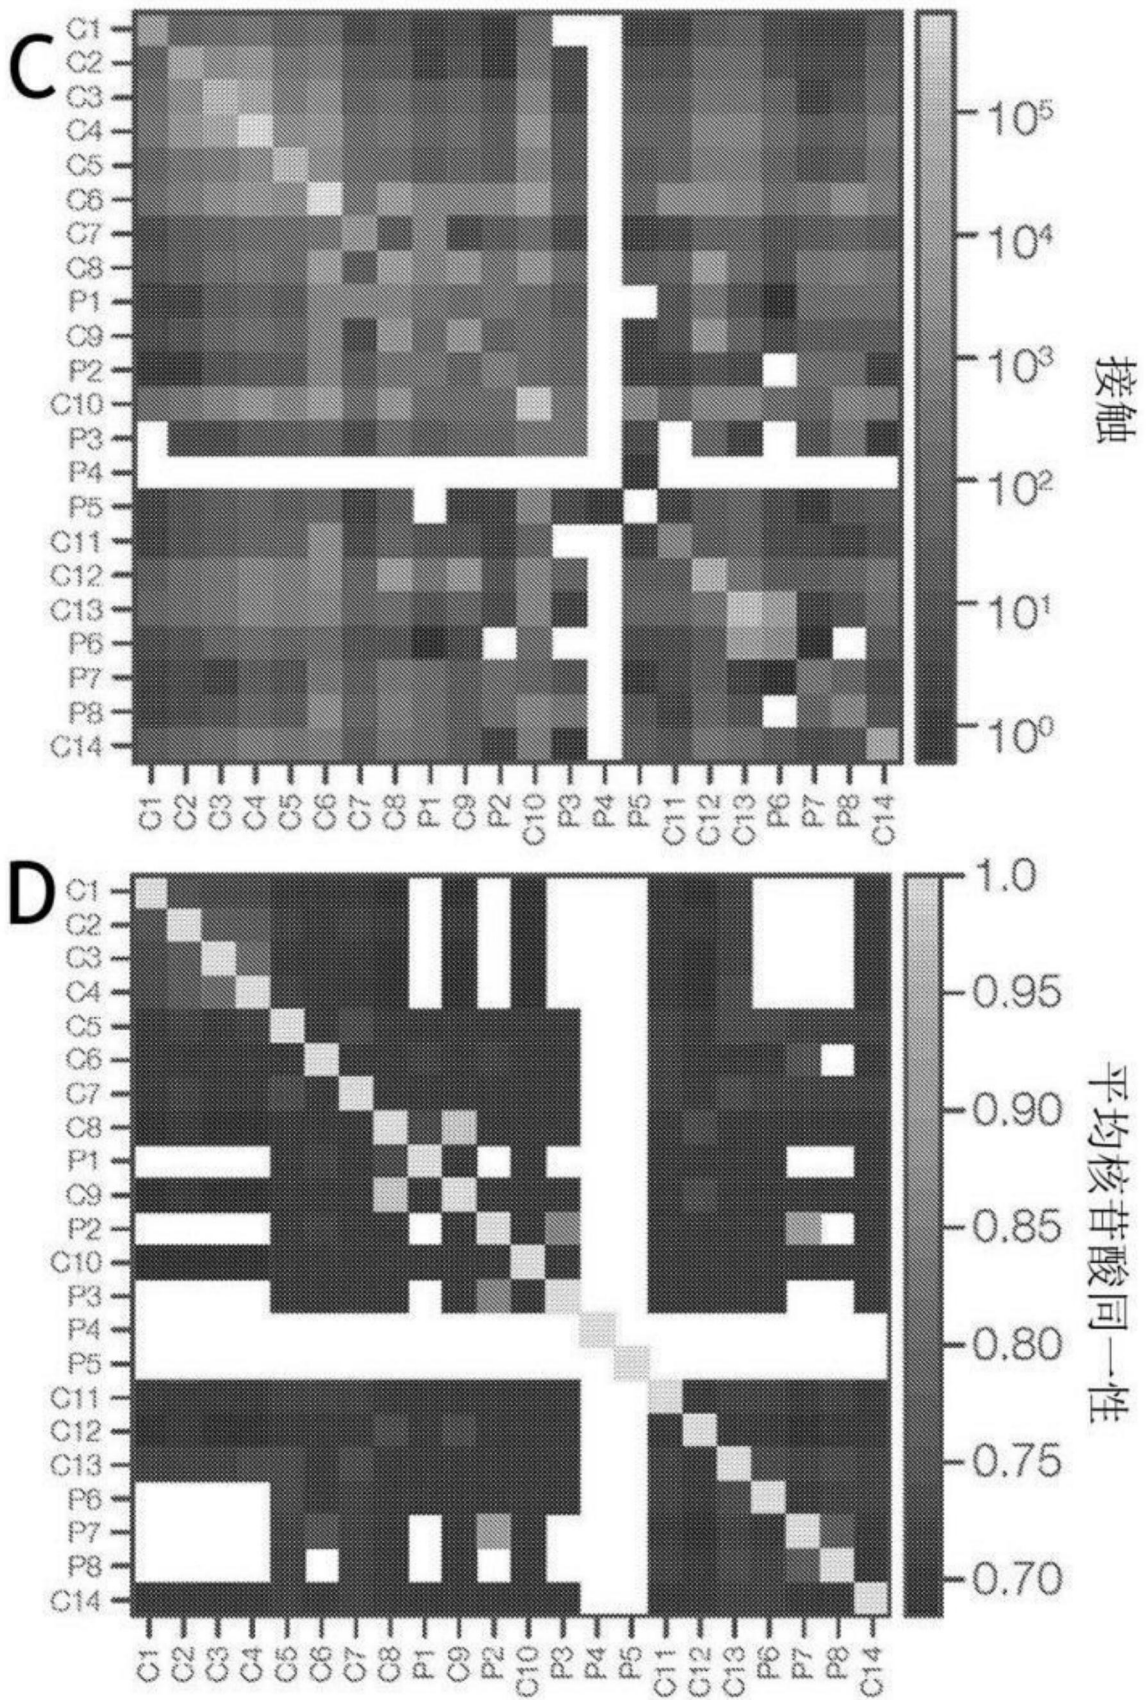 C
C1
C2
C3
C4
C5
C6
C7
C8
P1
C9
P2
C10
P3
P4
P5
C11
C12
C13
P6
P7
P8
C14
C1 C2 C3 C4 C5 C6 C7 C8 P1 C9 P2 C10 P3 P4 P5 C11 C12 C13 P6 P7 P8 C14
10⁵
10⁴
10³
10²
10¹
10⁰
接触
D
C1
C2
C3
C4
C5
C6
C7
C8
P1
C9
P2
C10
P3
P4
P5
C11
C12
C13
P6
P7
P8
C14
C1 C2 C3 C4 C5 C6 C7 C8 P1 C9 P2 C10 P3 P4 P5 C11 C12 C13 P6 P7 P8 C14
1.0
0.95
0.90
0.85
0.80
0.75
0.70
平均核苷酸同一性